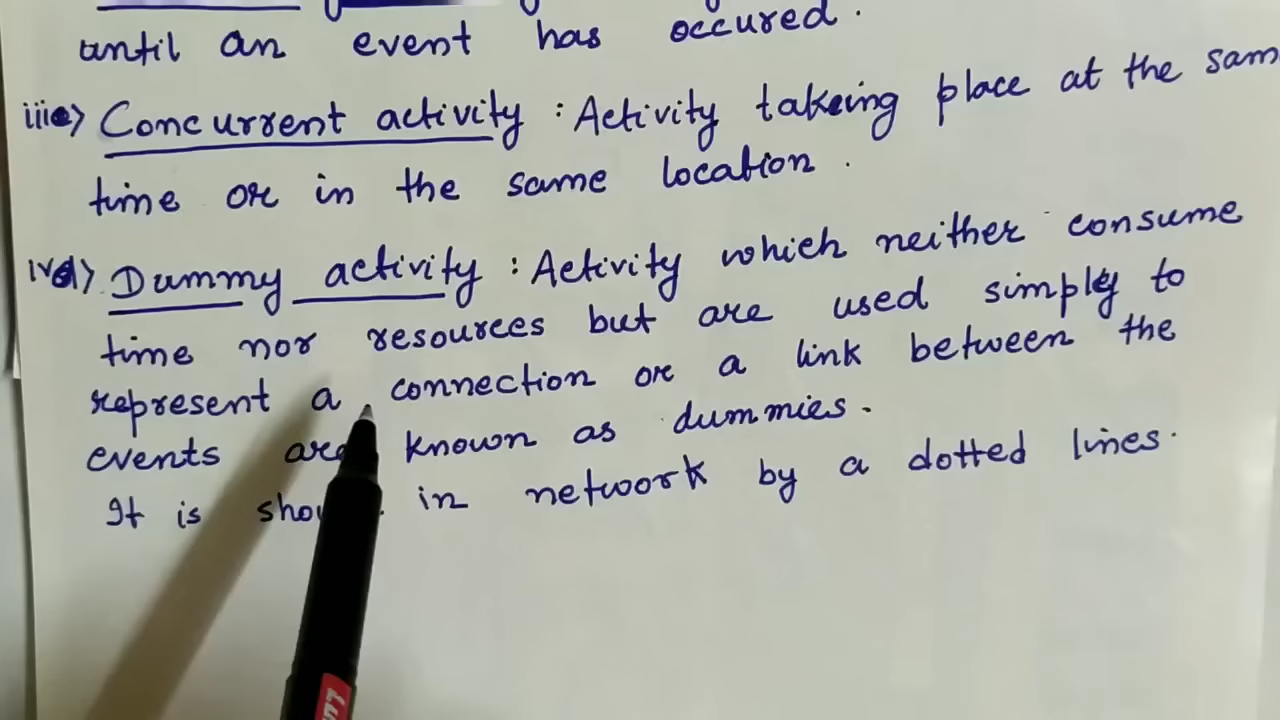 until an event has occured.
iii) Concurrent activity : Activity takeing place at the sam
time or in the same location.
iv) Dummy activity : Activity which neither consume
time nor resources but are used simply to
represent a connection or a link between the
events are known as dummies.
It is sho in network by a dotted lines.